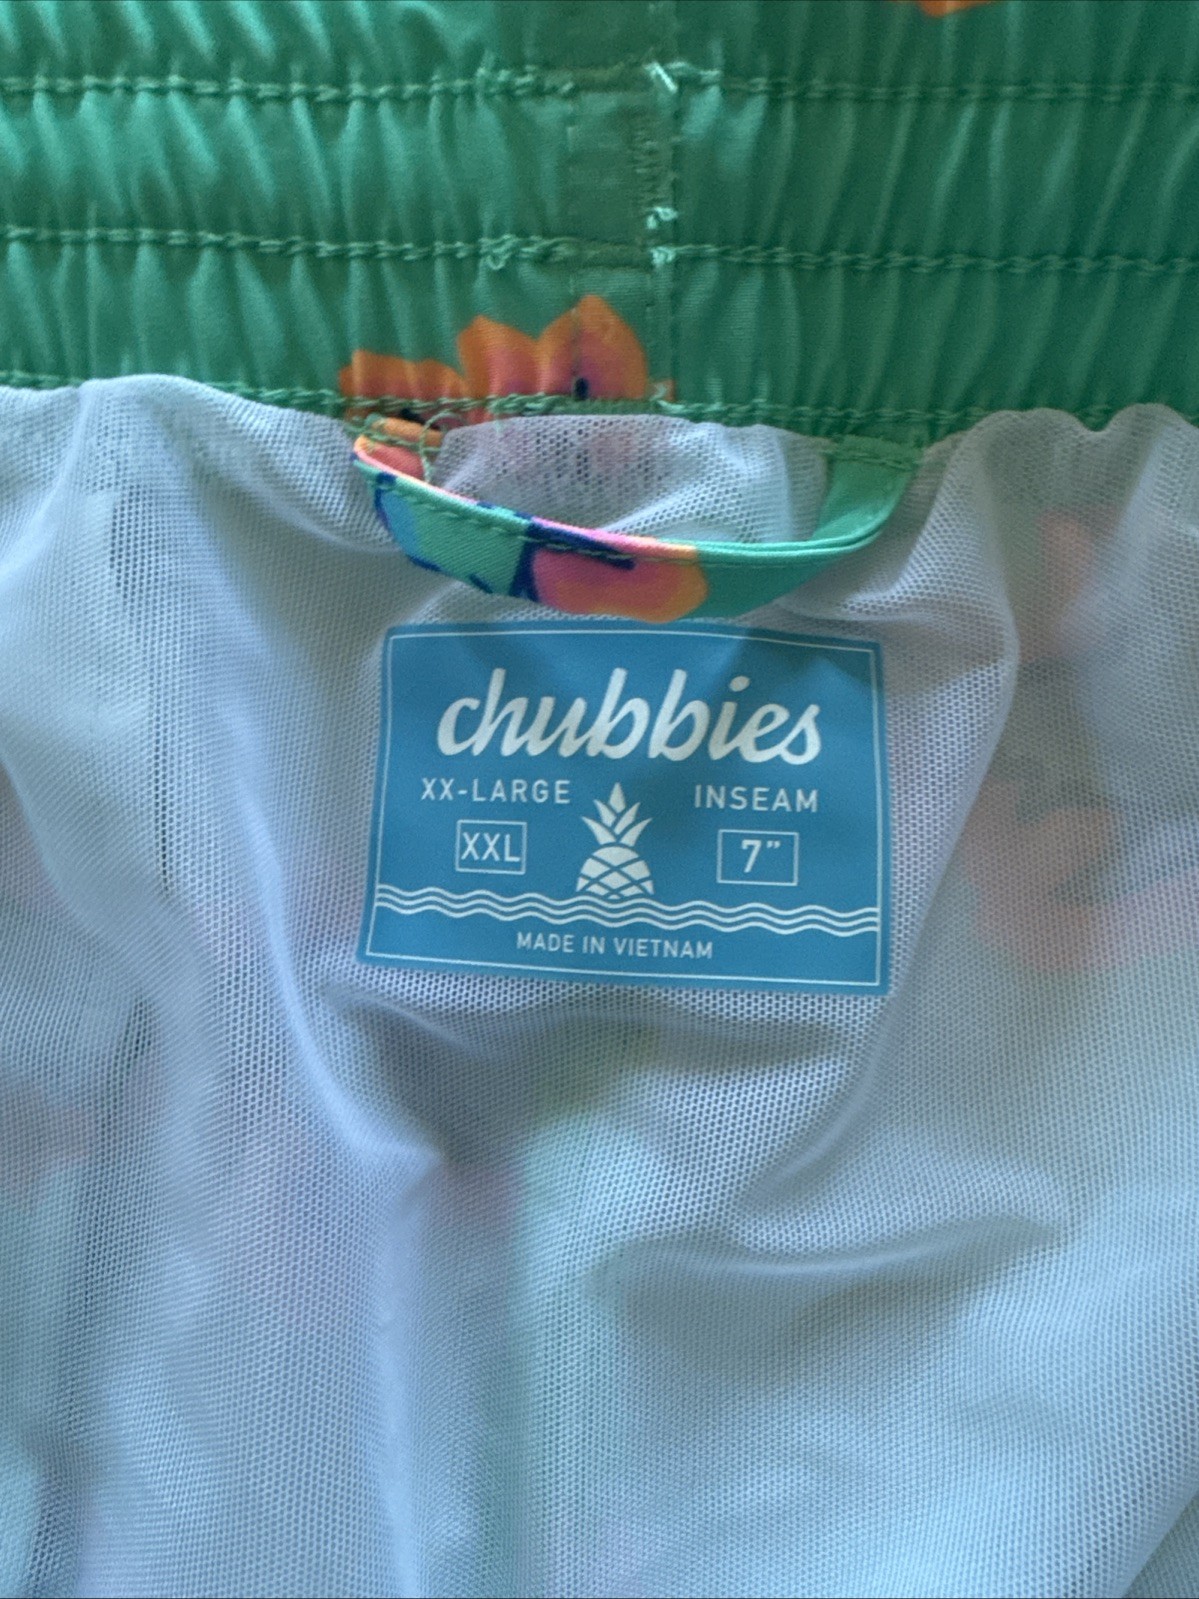 chubbies
XX-LARGE INSEAM
XXL 7”
MADE IN VIETNAM